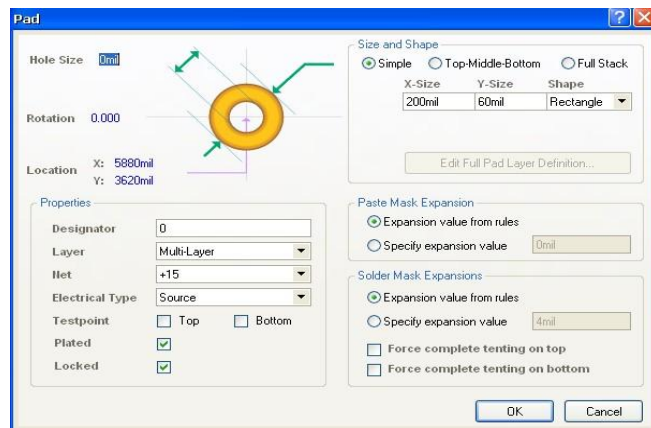 Pad
Hole Size 0mil
Rotation 0.000
Location X: 5880mil
Y: 3620mil
Size and Shape
Simple Top-Middle-Bottom Full Stack
X-Size Y-Size Shape
200mil 60mil Rectangle
Edit Full Pad Layer Definition...
Properties
Designator 0
Layer Multi-Layer
Net +15
Electrical Type Source
Testpoint Top Bottom
Plated
Locked
Paste Mask Expansion
Expansion value from rules
Specify expansion value 0mil
Solder Mask Expansions
Expansion value from rules
Specify expansion value 4mil
Force complete tenting on top
Force complete tenting on bottom
OK Cancel